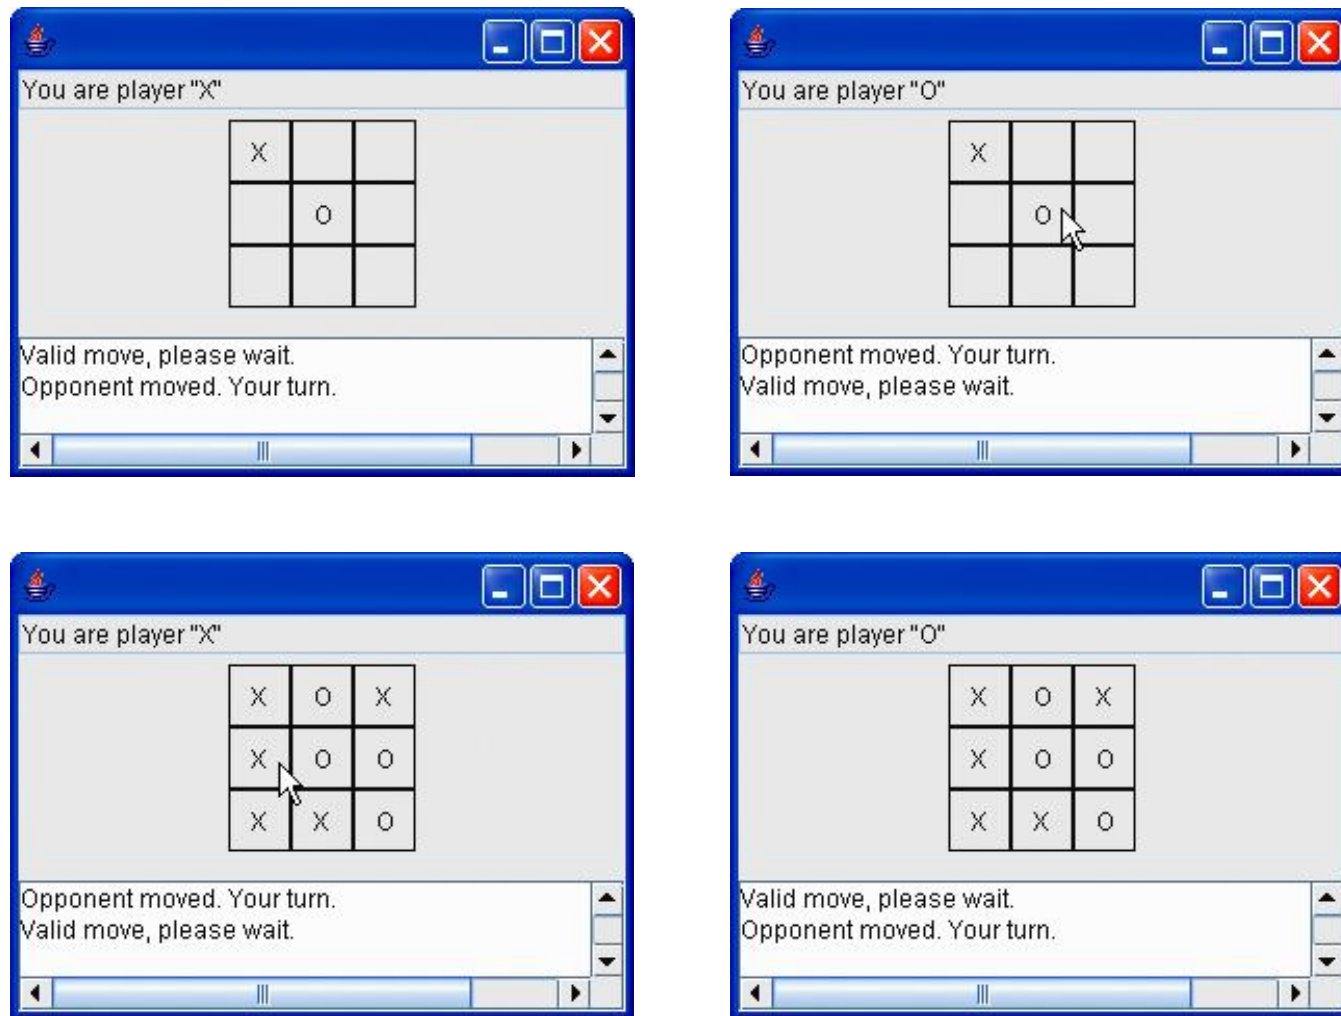 You are player "X"
X
O
Valid move, please wait.
Opponent moved. Your turn.
You are player "O"
X
O
Opponent moved. Your turn.
Valid move, please wait.
You are player "X"
X O X
X O O
X X O
Opponent moved. Your turn.
Valid move, please wait.
You are player "O"
X O X
X O O
X X O
Valid move, please wait.
Opponent moved. Your turn.